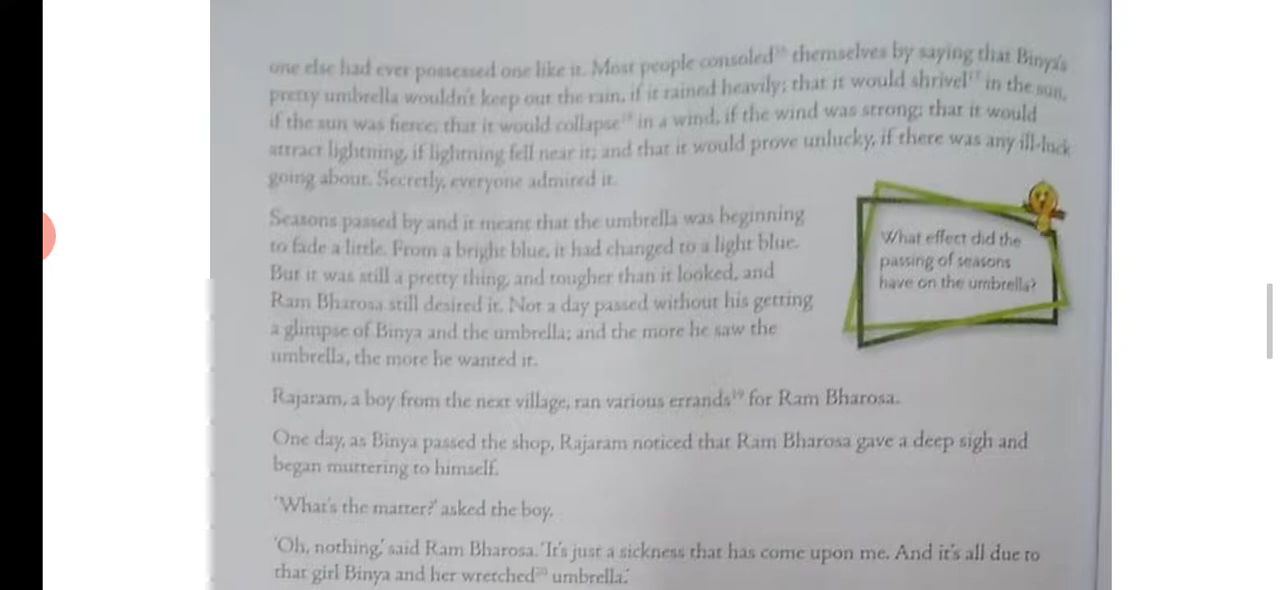 one else had ever possessed one like it. Most people consoled¹⁶ themselves by saying that Binya's
pretty umbrella wouldn't keep out the rain, if it rained heavily; that it would shrivel¹⁷ in the sun,
if the sun was fierce; that it would collapse¹⁸ in a wind, if the wind was strong; that it would
attract lightning, if lightning fell near it; and that it would prove unlucky, if there was any ill-luck
going about. Secretly, everyone admired it.
Seasons passed by and it meant that the umbrella was beginning
to fade a little. From a bright blue, it had changed to a light blue.
But it was still a pretty thing, and tougher than it looked, and
Ram Bharosa still desired it. Not a day passed without his getting
a glimpse of Binya and the umbrella; and the more he saw the
umbrella, the more he wanted it.
What effect did the
passing of seasons
have on the umbrella?
Rajaram, a boy from the next village, ran various errands¹⁹ for Ram Bharosa.
One day, as Binya passed the shop, Rajaram noticed that Ram Bharosa gave a deep sigh and
began muttering to himself.
'What's the matter?' asked the boy.
'Oh, nothing,' said Ram Bharosa. 'It's just a sickness that has come upon me. And it's all due to
that girl Binya and her wretched²⁰ umbrella.'